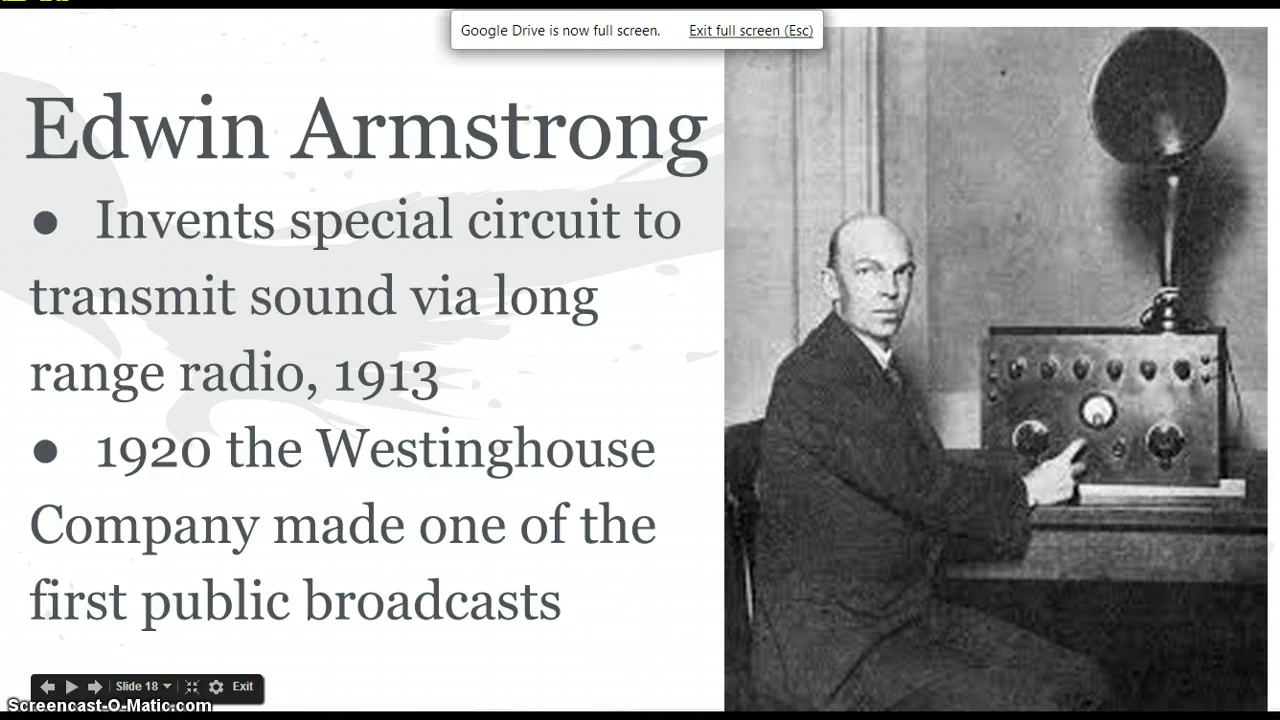 Google Drive is now full screen. Exit full screen (Esc)
Edwin Armstrong
● Invents special circuit to
transmit sound via long
range radio, 1913
● 1920 the Westinghouse
Company made one of the
first public broadcasts
Slide 18 Exit
Screencast-O-Matic.com